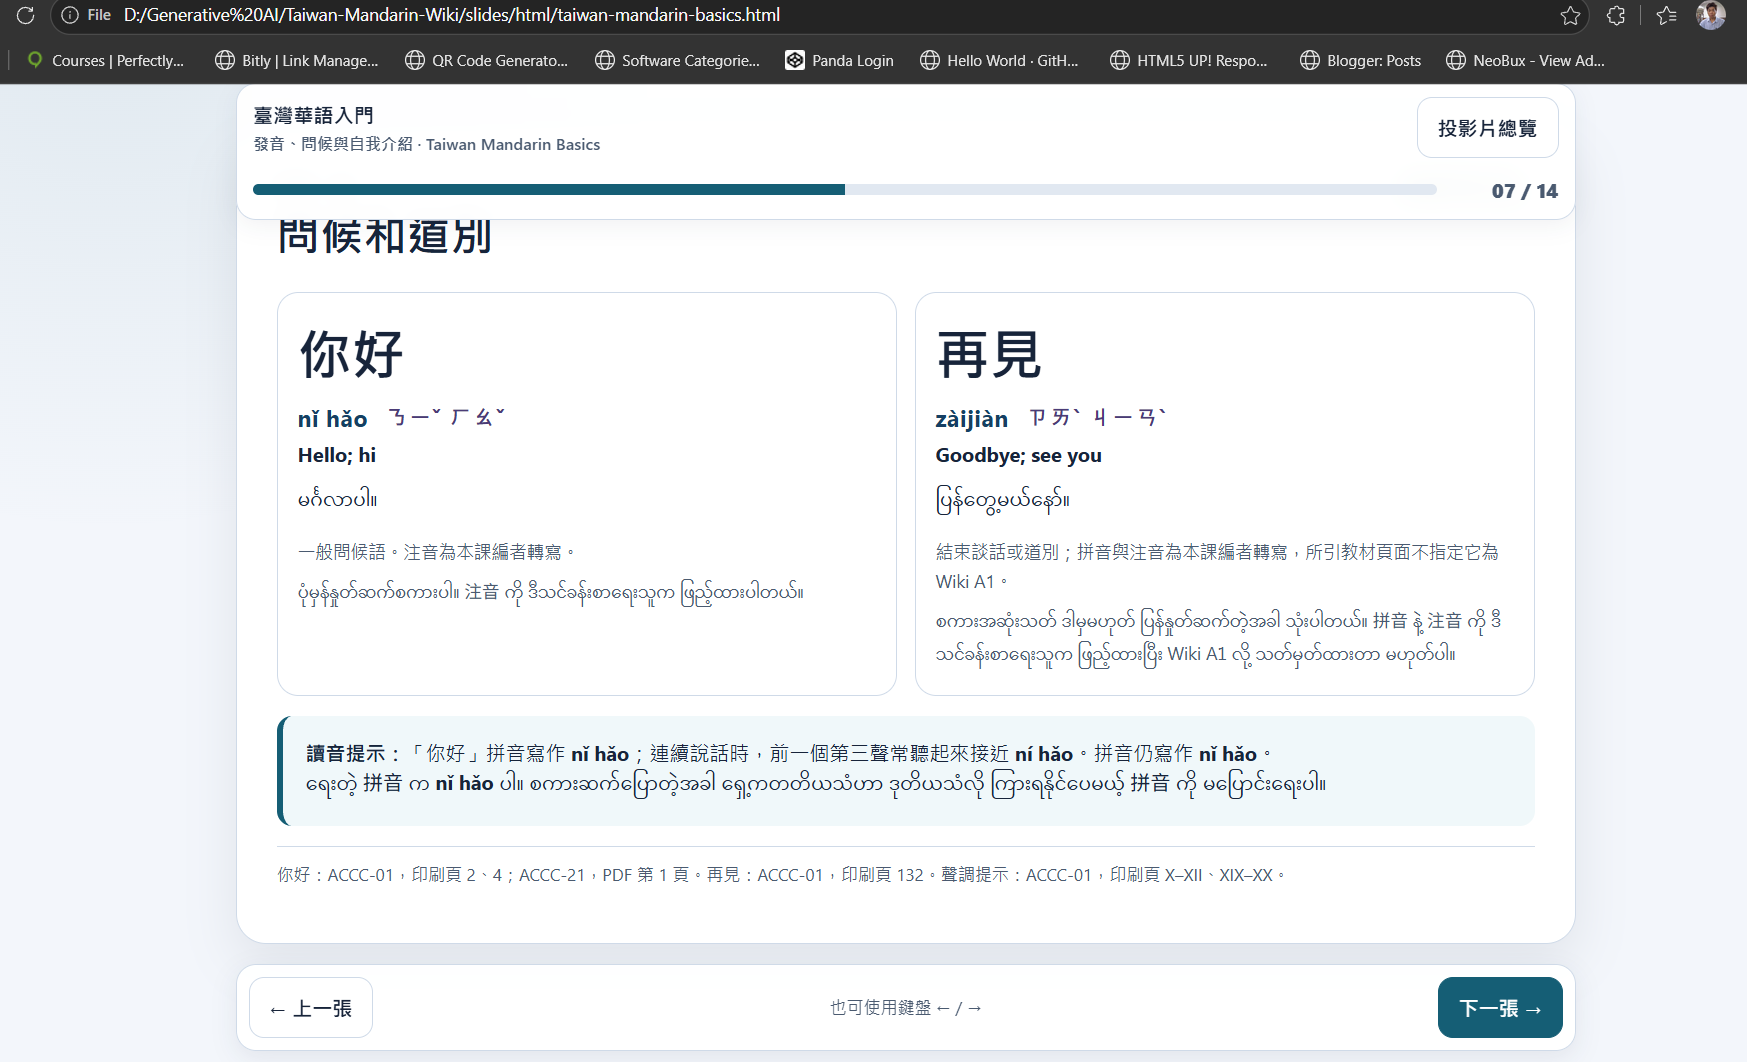 File D:/Generative%20AI/Taiwan-Mandarin-Wiki/slides/html/taiwan-mandarin-basics.html
Courses | Perfectly... Bitly | Link Manage... QR Code Generato... Software Categorie... Panda Login Hello World · GitH... HTML5 UP! Respo... Blogger: Posts NeoBux - View Ad...
臺灣華語入門
發音、問候與自我介紹 · Taiwan Mandarin Basics
投影片總覽
07 / 14
問候和道別
你好
nǐ hǎo ㄋㄧˇ ㄏㄠˇ
Hello; hi
မင်္ဂလာပါ။
一般問候語。注音為本課編者轉寫。
ပုံမှန်နှုတ်ဆက်စကားပါ။ 注音 ကို ဒီသင်ခန်းစာရေးသူက ဖြည့်ထားပါတယ်။
再見
zàijiàn ㄗㄞˋ ㄐㄧㄢˋ
Goodbye; see you
ပြန်တွေ့မယ်နော်။
結束談話或道別；拼音與注音為本課編者轉寫，所引教材頁面不指定它為
Wiki A1。
စကားအဆုံးသတ် ဒါမှမဟုတ် ပြန်နှုတ်ဆက်တဲ့အခါ သုံးပါတယ်။ 拼音 နဲ့ 注音 ကို ဒီ
သင်ခန်းစာရေးသူက ဖြည့်ထားပြီး Wiki A1 လို့ သတ်မှတ်ထားတာ မဟုတ်ပါ။
讀音提示：「你好」拼音寫作 nǐ hǎo；連續說話時，前一個第三聲常聽起來接近 ní hǎo。拼音仍寫作 nǐ hǎo。
ရေးတဲ့ 拼音 က nǐ hǎo ပါ။ စကားဆက်ပြောတဲ့အခါ ရှေ့ကတတိယသံဟာ ဒုတိယသံလို ကြားရနိုင်ပေမယ့် 拼音 ကို မပြောင်းရေးပါ။
你好：ACCC-01，印刷頁 2、4；ACCC-21，PDF 第 1 頁。再見：ACCC-01，印刷頁 132。聲調提示：ACCC-01，印刷頁 X–XII、XIX–XX。
← 上一張
也可使用鍵盤 ← / →
下一張 →